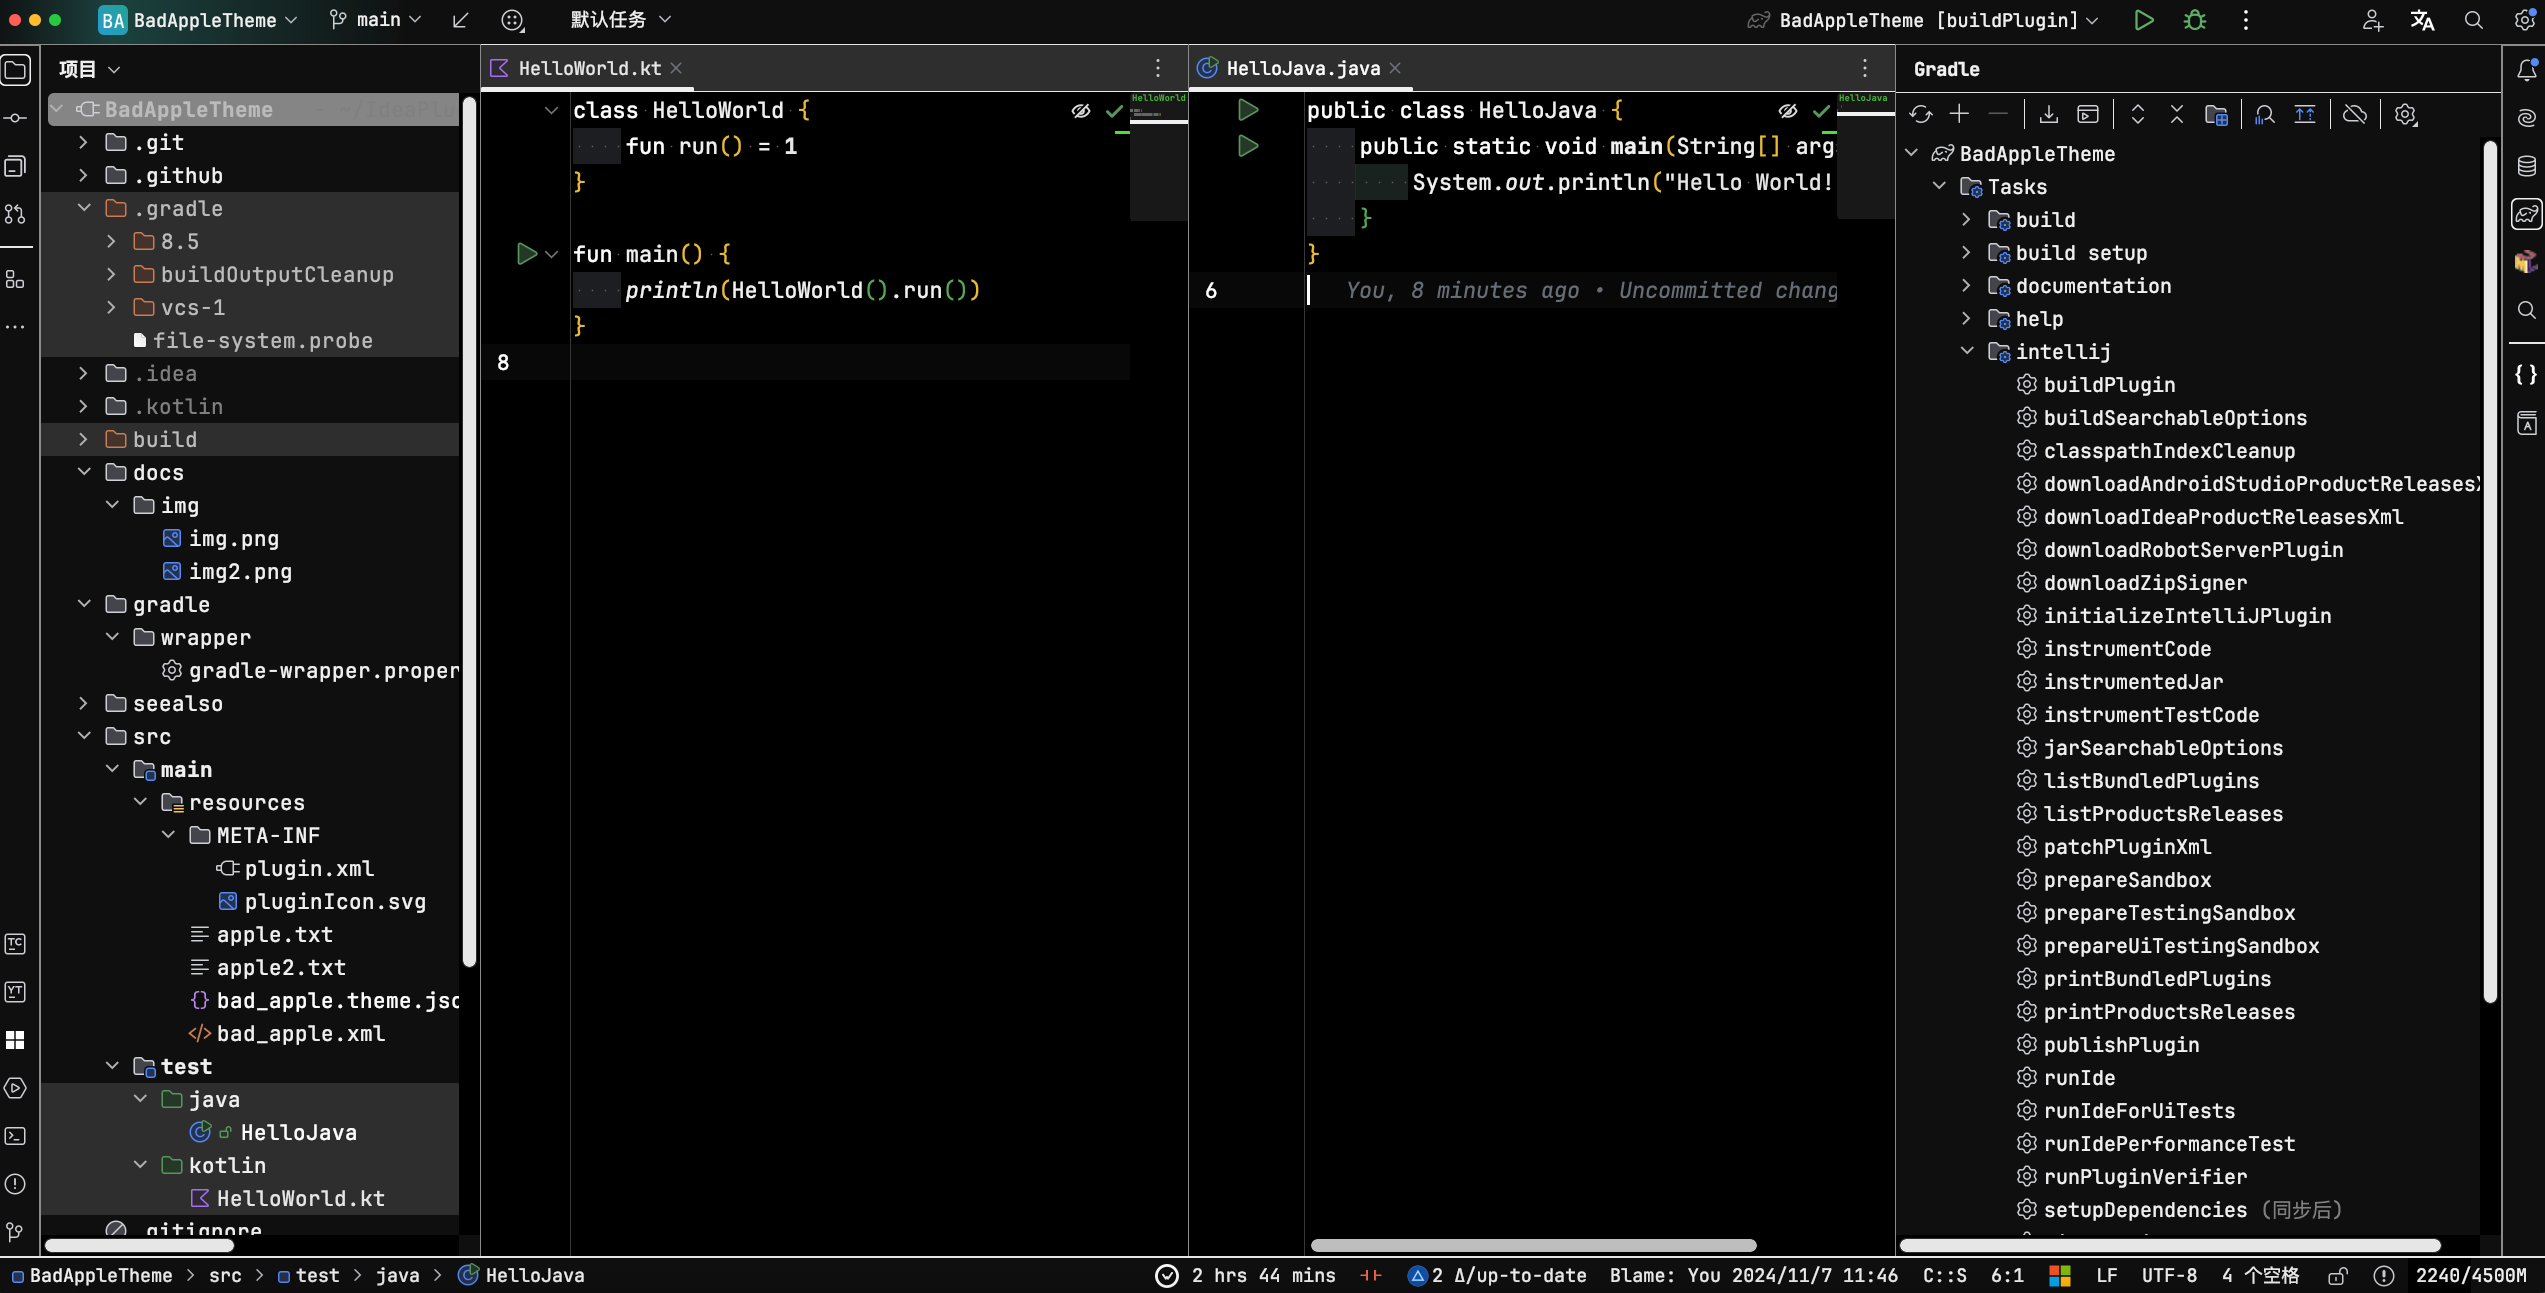 BA BadAppleTheme main 默认任务 BadAppleTheme [buildPlugin]
项目
BadAppleTheme
.git
.github
.gradle
8.5
buildOutputCleanup
vcs-1
file-system.probe
.idea
.kotlin
build
docs
img
img.png
img2.png
gradle
wrapper
gradle-wrapper.proper
seealso
src
main
resources
META-INF
plugin.xml
pluginIcon.svg
apple.txt
apple2.txt
bad_apple.theme.jso
bad_apple.xml
test
java
HelloJava
kotlin
HelloWorld.kt
.gitignore
TC
YT
HelloWorld.kt
class HelloWorld {
fun run() = 1
}
fun main() {
println(HelloWorld().run())
}
8
HelloWorld
HelloJava.java
public class HelloJava {
public static void main(String[] arg
System.out.println("Hello World!
}
}
6 You, 8 minutes ago • Uncommitted chang
HelloJava
Gradle
BadAppleTheme
Tasks
build
build setup
documentation
help
intellij
buildPlugin
buildSearchableOptions
classpathIndexCleanup
downloadAndroidStudioProductReleasesX
downloadIdeaProductReleasesXml
downloadRobotServerPlugin
downloadZipSigner
initializeIntelliJPlugin
instrumentCode
instrumentedJar
instrumentTestCode
jarSearchableOptions
listBundledPlugins
listProductsReleases
patchPluginXml
prepareSandbox
prepareTestingSandbox
prepareUiTestingSandbox
printBundledPlugins
printProductsReleases
publishPlugin
runIde
runIdeForUiTests
runIdePerformanceTest
runPluginVerifier
setupDependencies (同步后)
BadAppleTheme > src > test > java > HelloJava 2 hrs 44 mins 2 Δ/up-to-date Blame: You 2024/11/7 11:46 C::S 6:1 LF UTF-8 4 个空格 2240/4500M